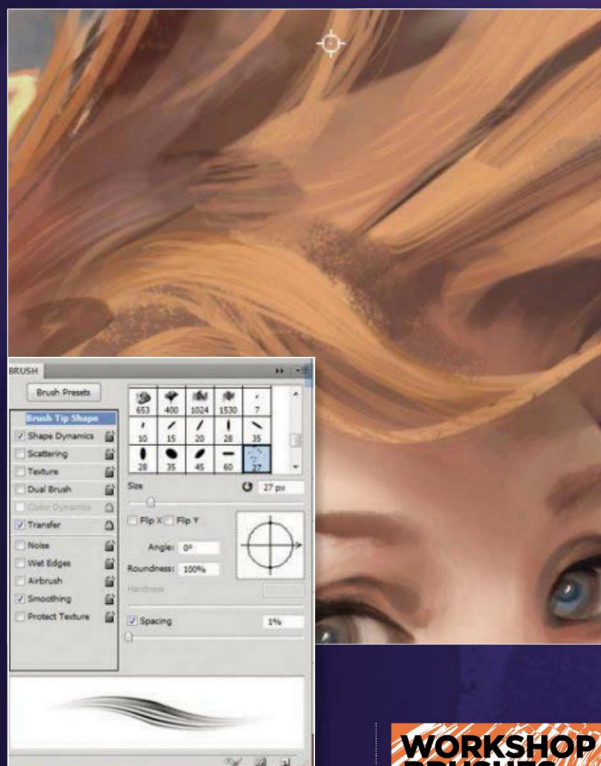 BRUSH
Brush Presets
653 400 1024 1530 7
Brush Tip Shape
Shape Dynamics
10 15 20 28 35
Scattering
28 35 45 60 27
Texture
Size 27 px
Dual Brush
Color Dynamics
Flip X Flip Y
Transfer
Angle: 0°
Noise
Roundness: 100%
Wet Edges
Hardness
Airbrush
Smoothing
Spacing 1%
Protect Texture
WORKSHOP
BRUSHES